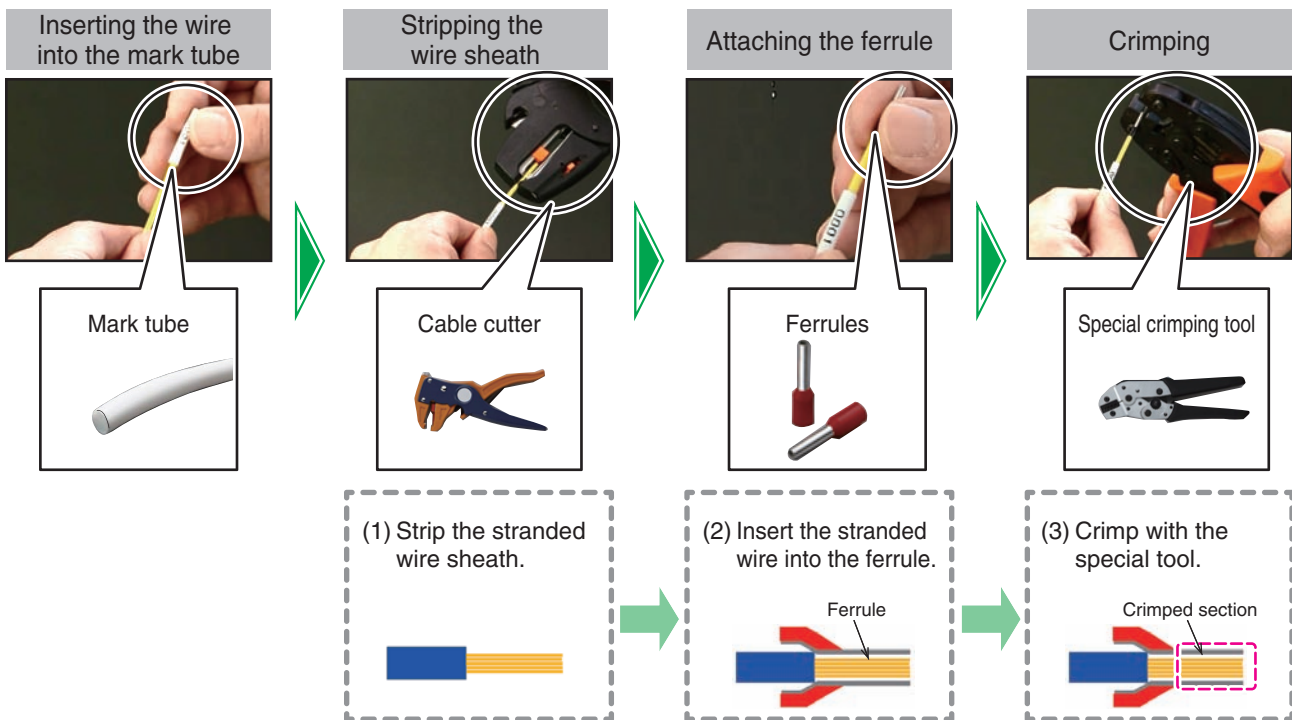 Inserting the wire
into the mark tube
Stripping the
wire sheath
Attaching the ferrule
Crimping
1000
Mark tube
Cable cutter
Ferrules
Special crimping tool
(1) Strip the stranded
wire sheath.
(2) Insert the stranded
wire into the ferrule.
(3) Crimp with the
special tool.
Ferrule
Crimped section